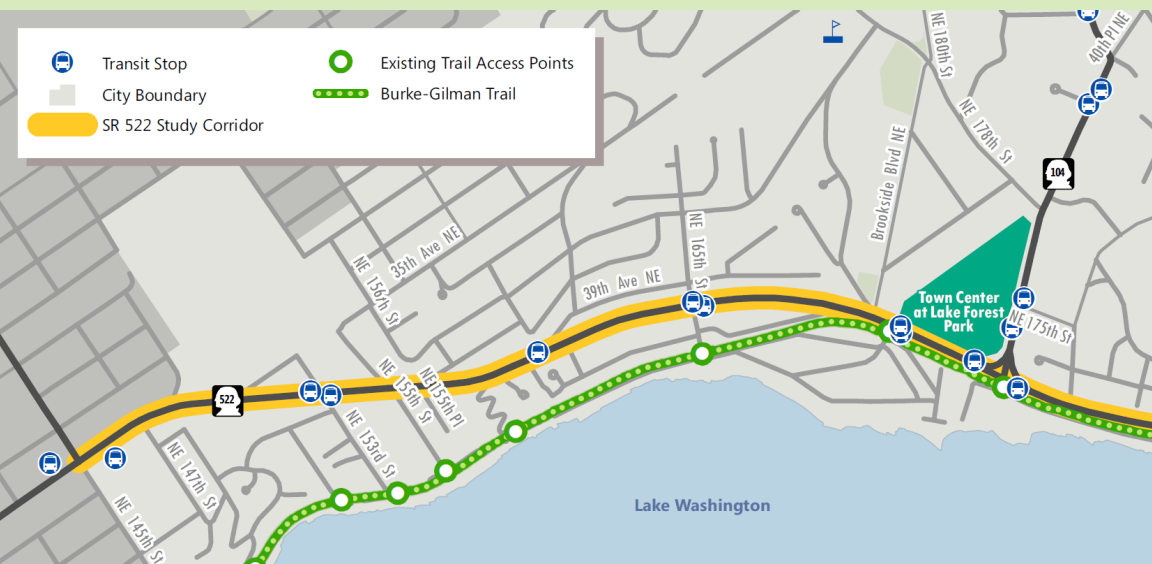 Transit Stop
City Boundary
SR 522 Study Corridor
Existing Trail Access Points
Burke-Gilman Trail
NE 180th St
40th Pl NE
NE 178th St
104
Brookside Blvd NE
NE 165th St
35th Ave NE
NE 156th St
39th Ave NE
Town Center
at Lake Forest
Park
NE 175th St
522
NE 155th St
NE 155th Pl
NE 153rd St
NE 147th St
NE 145th St
Lake Washington